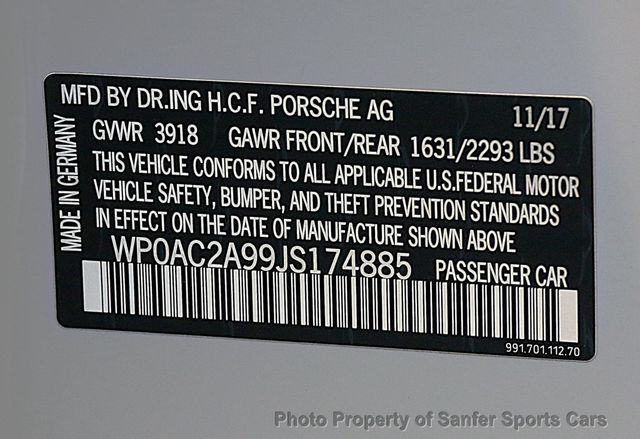 MFD BY DR.ING H.C.F. PORSCHE AG 11/17
GVWR 3918 GAWR FRONT/REAR 1631/2293 LBS
THIS VEHICLE CONFORMS TO ALL APPLICABLE U.S.FEDERAL MOTOR
VEHICLE SAFETY, BUMPER, AND THEFT PREVENTION STANDARDS
IN EFFECT ON THE DATE OF MANUFACTURE SHOWN ABOVE
WP0AC2A99JS174885 PASSENGER CAR
MADE IN GERMANY
991.701.112.70
Photo Property of Sanfer Sports Cars